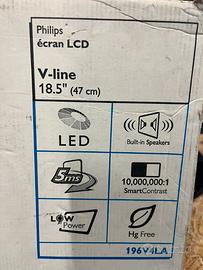 Philips
écran LCD
V-line
18.5" (47 cm)
LED
Built-in Speakers
5ms
10,000,000:1
SmartContrast
LOW
Power
Hg Free
196V4LA